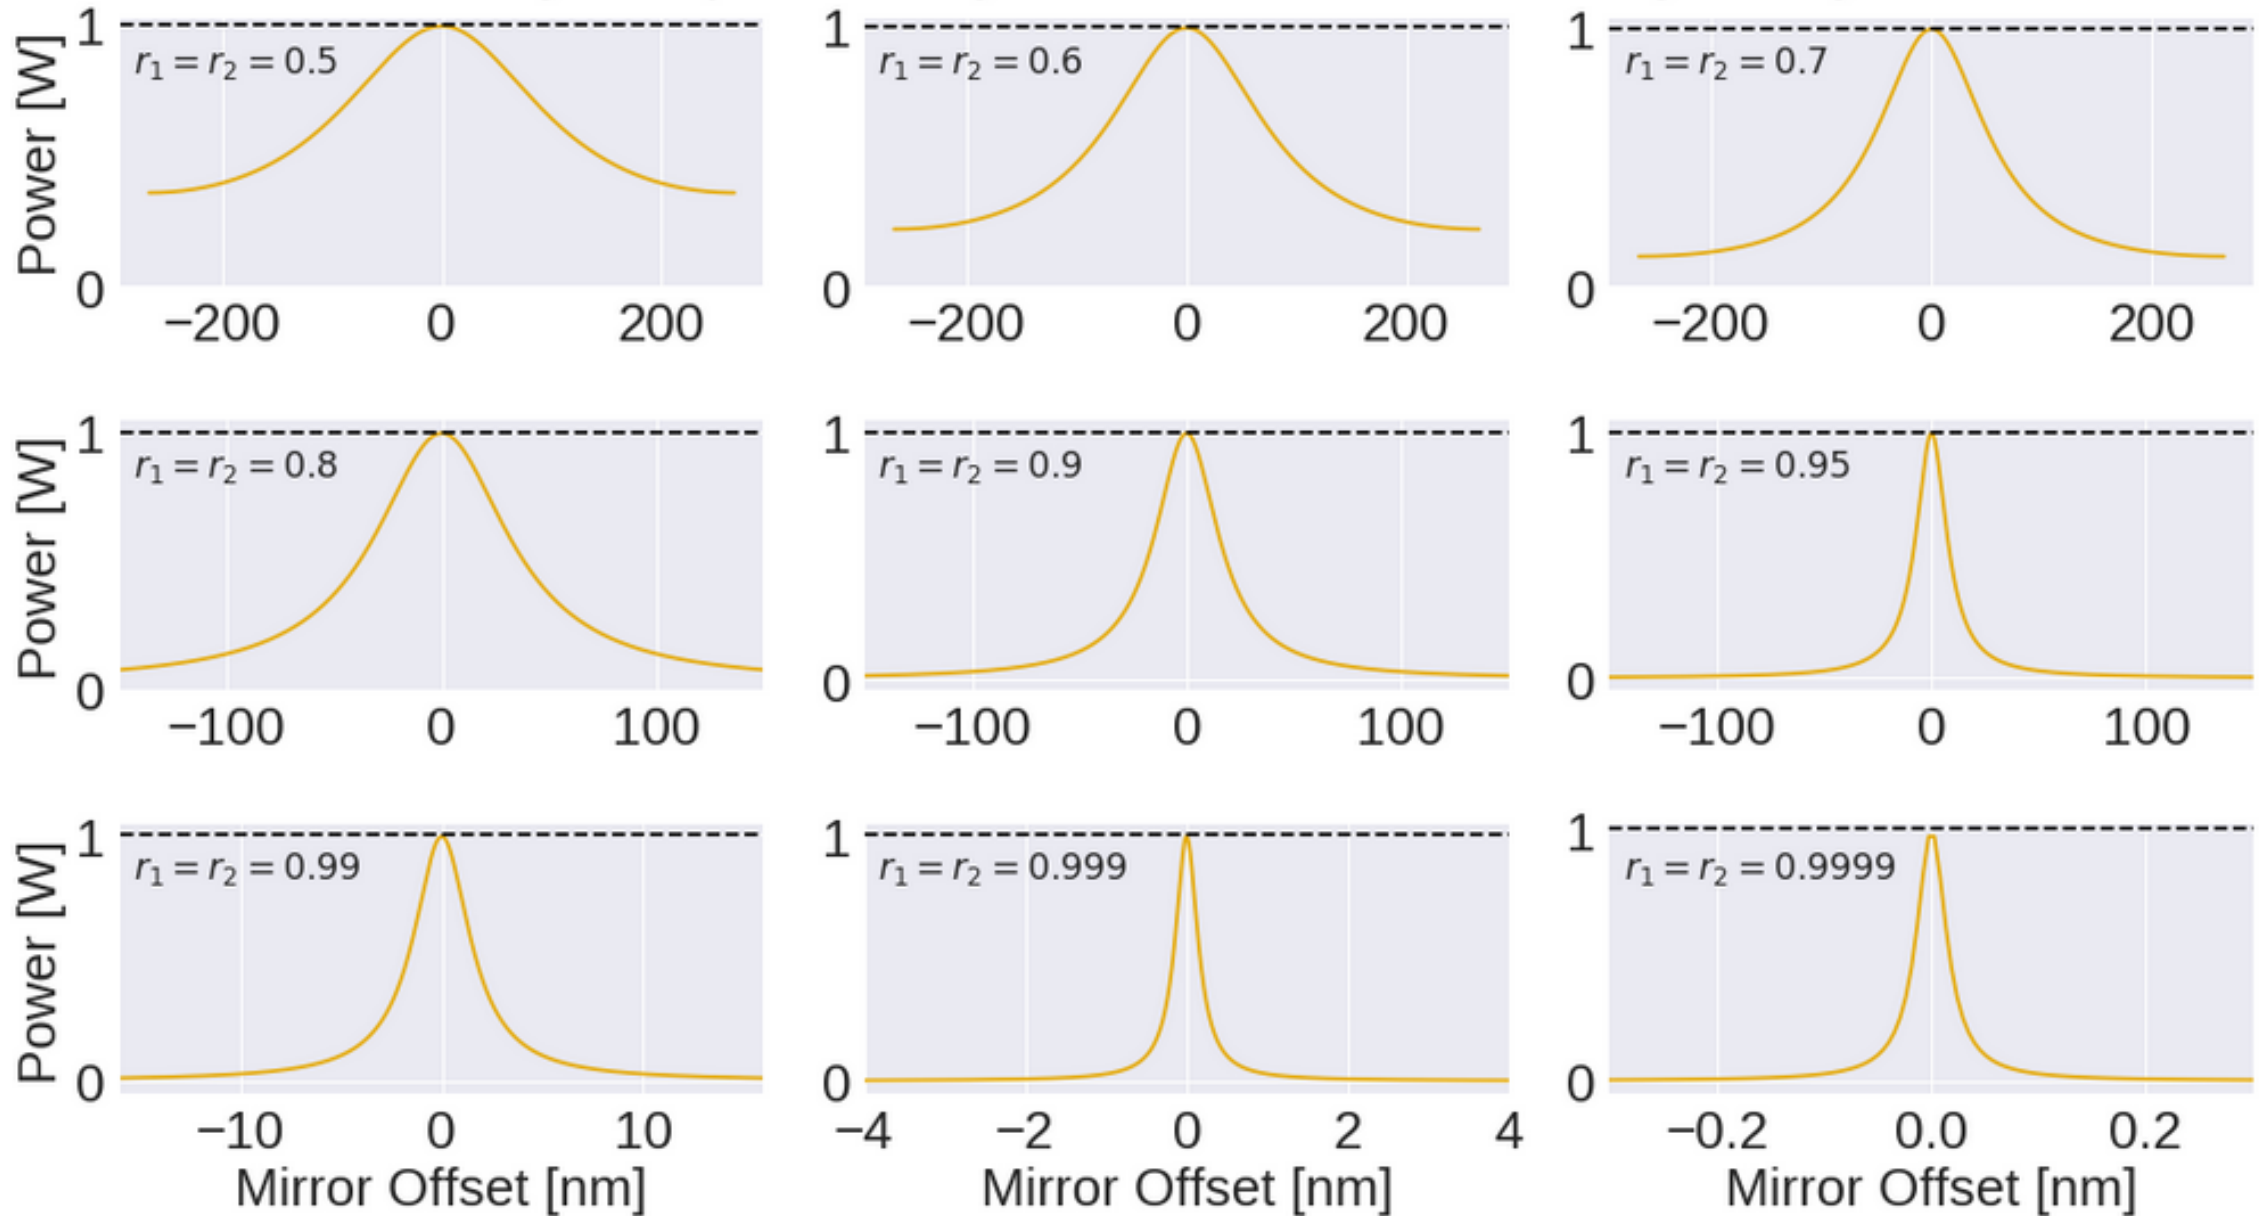 Power [W]
1
0
r₁ = r₂ = 0.5
−200 0 200
1
0
r₁ = r₂ = 0.6
−200 0 200
1
0
r₁ = r₂ = 0.7
−200 0 200
Power [W]
1
0
r₁ = r₂ = 0.8
−100 0 100
1
0
r₁ = r₂ = 0.9
−100 0 100
1
0
r₁ = r₂ = 0.95
−100 0 100
Power [W]
1
0
r₁ = r₂ = 0.99
−10 0 10
Mirror Offset [nm]
1
0
r₁ = r₂ = 0.999
−4 −2 0 2 4
Mirror Offset [nm]
1
0
r₁ = r₂ = 0.9999
−0.2 0.0 0.2
Mirror Offset [nm]